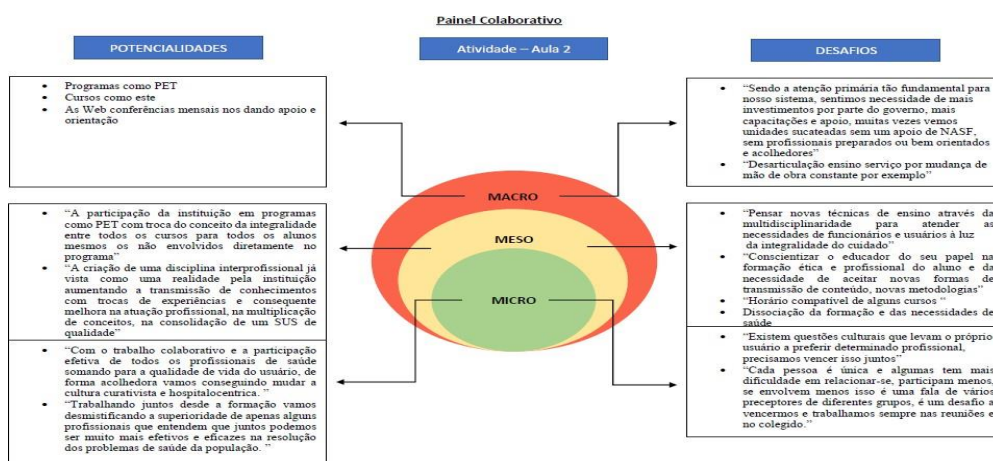 Painel Colaborativo
POTENCIALIDADES
Atividade – Aula 2
DESAFIOS
• Programas como PET
• Cursos como este
• As Web conferências mensais nos dando apoio e
orientação
• “A participação da instituição em programas
como PET com troca do conceito da integralidade
entre todos os cursos para todos os alunos
mesmos os não envolvidos diretamente no
programa”
• “A criação de uma disciplina interprofissional já
vista como uma realidade pela instituição
aumentando a transmissão de conhecimentos
com trocas de experiências e consequente
melhora na atuação profissional, na multiplicação
de conceitos, na consolidação de um SUS de
qualidade”
• “Com o trabalho colaborativo e a participação
efetiva de todos os profissionais de saúde
somando para a qualidade de vida do usuário, de
forma acolhedora vamos conseguindo mudar a
cultura curativista e hospitalocentrica. ”
• “Trabalhando juntos desde a formação vamos
desmistificando a superioridade de apenas alguns
profissionais que entendem que juntos podemos
ser muito mais efetivos e eficazes na resolução
dos problemas de saúde da população. ”
MACRO
MESO
MICRO
• “Sendo a atenção primária tão fundamental para
nosso sistema, sentimos necessidade de mais
investimentos por parte do governo, mais
capacitações e apoio, muitas vezes vemos
unidades sucateadas sem um apoio de NASF,
sem profissionais preparados ou bem orientados
e acolhedores”
• “Desarticulação ensino serviço por mudança de
mão de obra constante por exemplo”
• “Pensar novas técnicas de ensino através da
multidisciplinaridade para atender as
necessidades de funcionários e usuários à luz
da integralidade do cuidado”
• “Conscientizar o educador do seu papel na
formação ética e profissional do aluno e da
necessidade de aceitar novas formas de
transmissão de conteúdo, novas metodologias”
• “Horário compatível de alguns cursos “
• Dissociação da formação e das necessidades de
saúde
• “Existem questões culturais que levam o próprio
usuário a preferir determinado profissional,
precisamos vencer isso juntos”
• “Cada pessoa é única e algumas tem mais
dificuldade em relacionar-se, participam menos,
se envolvem menos isso é uma fala de vários
preceptores de diferentes grupos, é um desafio a
vencermos e trabalhamos sempre nas reuniões e
no colegido.”